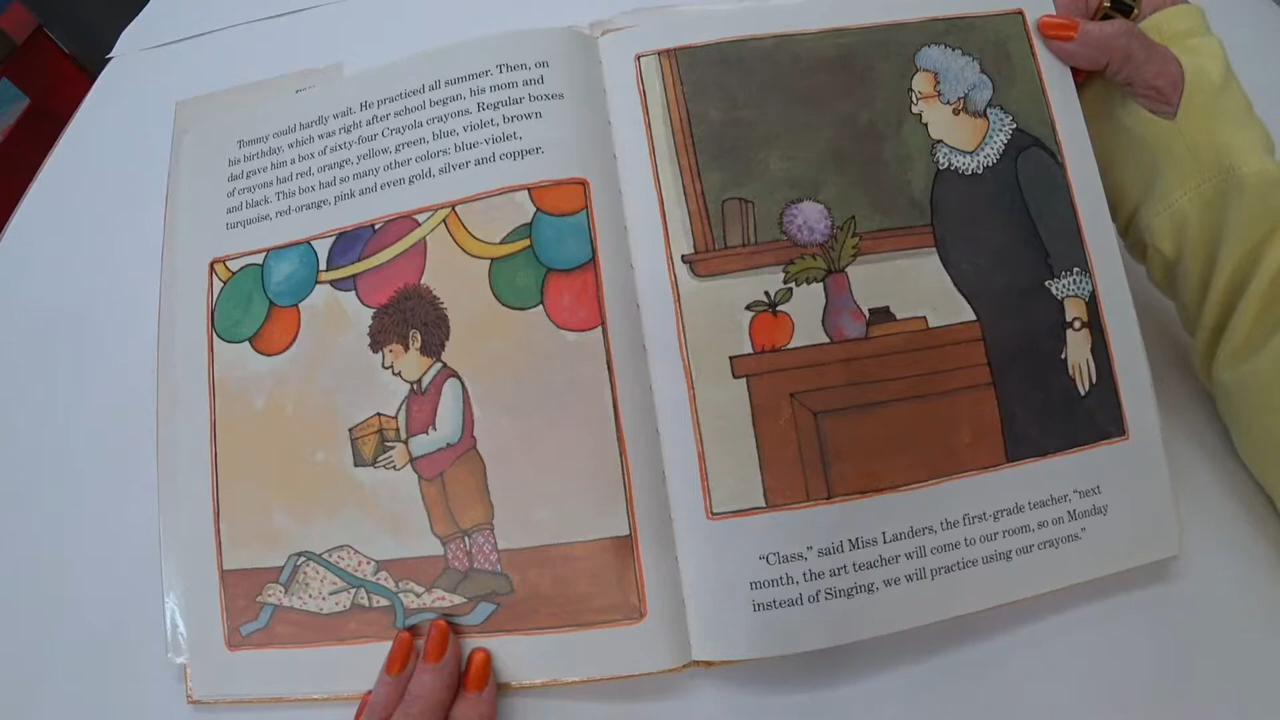 Tommy could hardly wait. He practiced all summer. Then, on
his birthday, which was right after school began, his mom and
dad gave him a box of sixty-four Crayola crayons. Regular boxes
of crayons had red, orange, yellow, green, blue, violet, brown
and black. This box had so many other colors: blue-violet,
turquoise, red-orange, pink and even gold, silver and copper.
"Class," said Miss Landers, the first-grade teacher, "next
month, the art teacher will come to our room, so on Monday
instead of Singing, we will practice using our crayons."